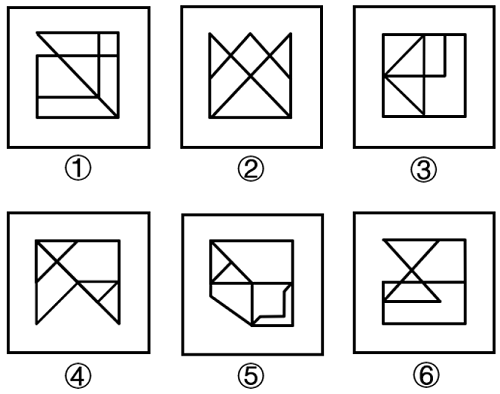 ① ② ③
④ ⑤ ⑥